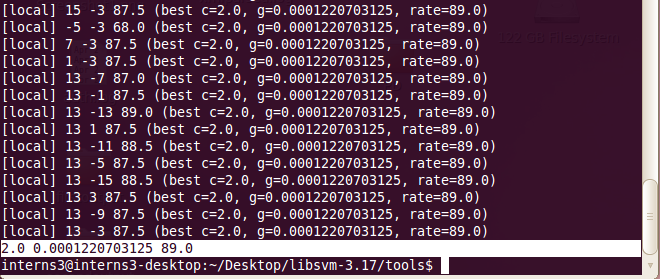 [local] 15 -3 87.5 (best c=2.0, g=0.0001220703125, rate=89.0)
[local] -5 -3 68.0 (best c=2.0, g=0.0001220703125, rate=89.0)
[local] 7 -3 87.5 (best c=2.0, g=0.0001220703125, rate=89.0)
[local] 1 -3 87.5 (best c=2.0, g=0.0001220703125, rate=89.0)
[local] 13 -7 87.0 (best c=2.0, g=0.0001220703125, rate=89.0)
[local] 13 -1 87.5 (best c=2.0, g=0.0001220703125, rate=89.0)
[local] 13 -13 89.0 (best c=2.0, g=0.0001220703125, rate=89.0)
[local] 13 1 87.5 (best c=2.0, g=0.0001220703125, rate=89.0)
[local] 13 -11 88.5 (best c=2.0, g=0.0001220703125, rate=89.0)
[local] 13 -5 87.5 (best c=2.0, g=0.0001220703125, rate=89.0)
[local] 13 -15 88.5 (best c=2.0, g=0.0001220703125, rate=89.0)
[local] 13 3 87.5 (best c=2.0, g=0.0001220703125, rate=89.0)
[local] 13 -9 87.5 (best c=2.0, g=0.0001220703125, rate=89.0)
[local] 13 -3 87.5 (best c=2.0, g=0.0001220703125, rate=89.0)
2.0 0.0001220703125 89.0
interns3@interns3-desktop:~/Desktop/libsvm-3.17/tools$